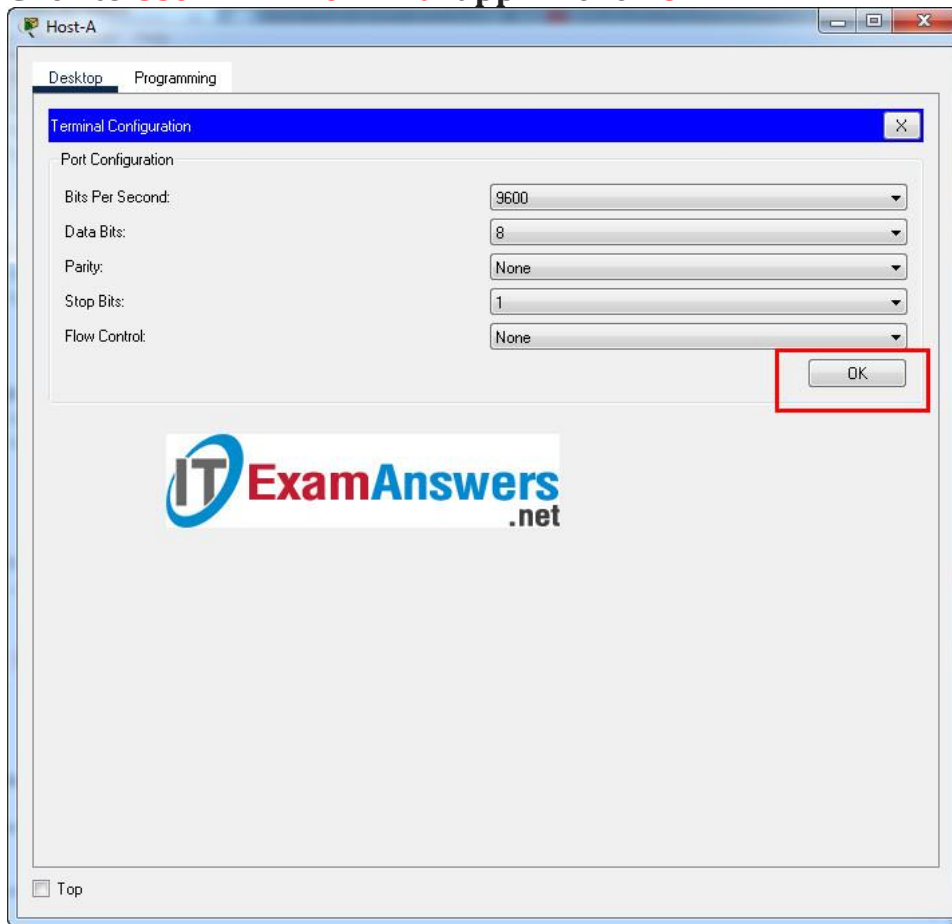 Host-A
Desktop Programming
Terminal Configuration X
Port Configuration
Bits Per Second: 9600
Data Bits: 8
Parity: None
Stop Bits: 1
Flow Control: None
OK
IT ExamAnswers
.net
Top